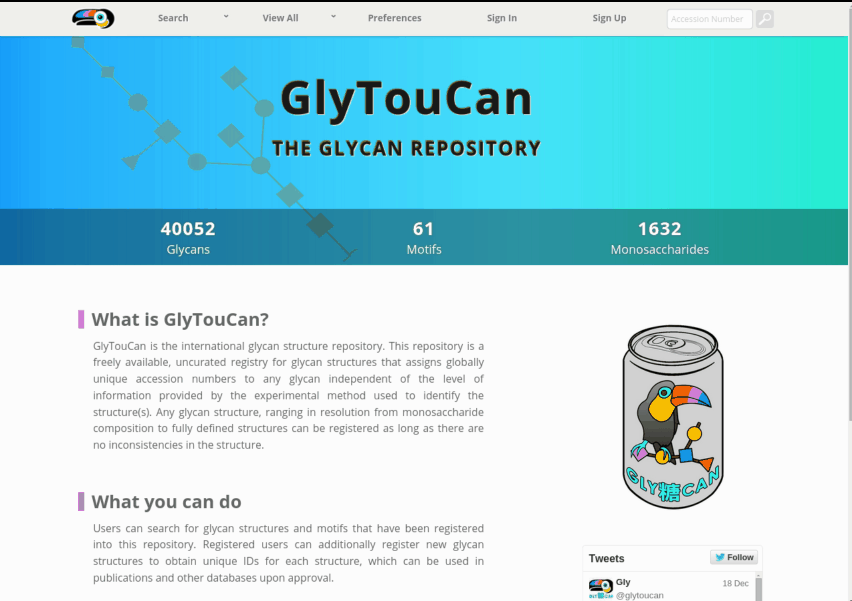 Search View All Preferences Sign In Sign Up Accession Number
GlyTouCan
THE GLYCAN REPOSITORY
40052 61 1632
Glycans Motifs Monosaccharides
What is GlyTouCan?
GlyTouCan is the international glycan structure repository. This repository is a
freely available, uncurated registry for glycan structures that assigns globally
unique accession numbers to any glycan independent of the level of
information provided by the experimental method used to identify the
structure(s). Any glycan structure, ranging in resolution from monosaccharide
composition to fully defined structures can be registered as long as there are
no inconsistencies in the structure.
GLY糖CAN
What you can do
Users can search for glycan structures and motifs that have been registered
into this repository. Registered users can additionally register new glycan
structures to obtain unique IDs for each structure, which can be used in
publications and other databases upon approval.
Tweets Follow
Gly 18 Dec
@glytoucan